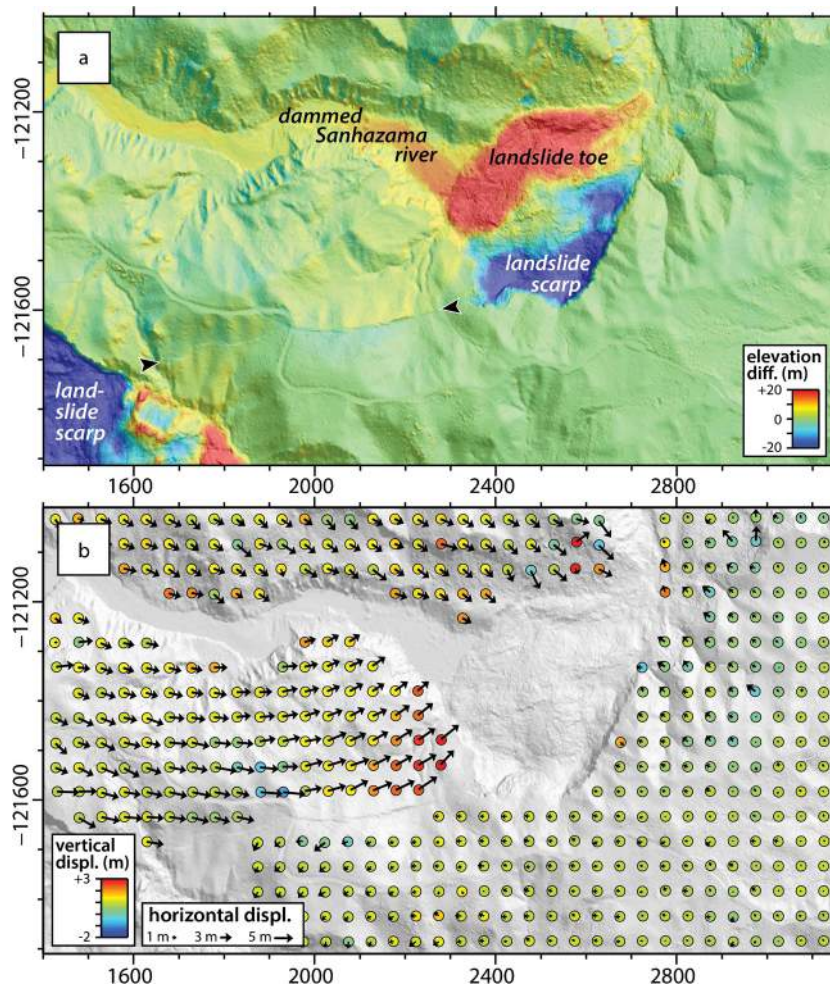 a
-121200
-121600
dammed
Sanhazama
river
landslide toe
landslide
scarp
land-
slide
scarp
elevation
diff. (m)
+20
0
-20
1600
2000
2400
2800
b
-121200
-121600
vertical
displ. (m)
+3
-2
horizontal displ.
1 m 3 m 5 m
1600
2000
2400
2800